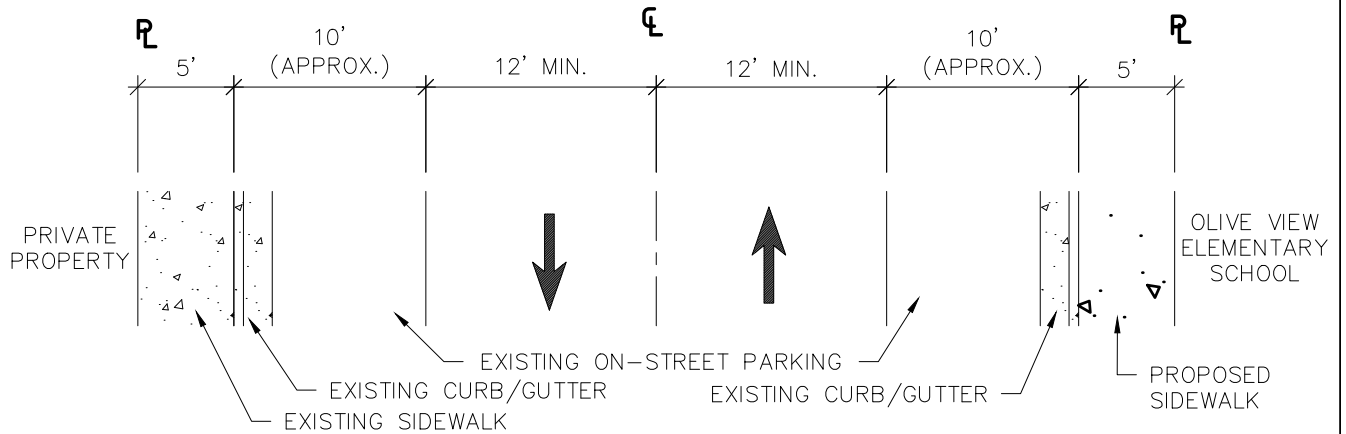 PL
CL
PL
5'
10'
(APPROX.)
12' MIN.
12' MIN.
10'
(APPROX.)
5'
PRIVATE
PROPERTY
OLIVE VIEW
ELEMENTARY
SCHOOL
EXISTING ON-STREET PARKING
EXISTING CURB/GUTTER
EXISTING CURB/GUTTER
EXISTING SIDEWALK
PROPOSED
SIDEWALK